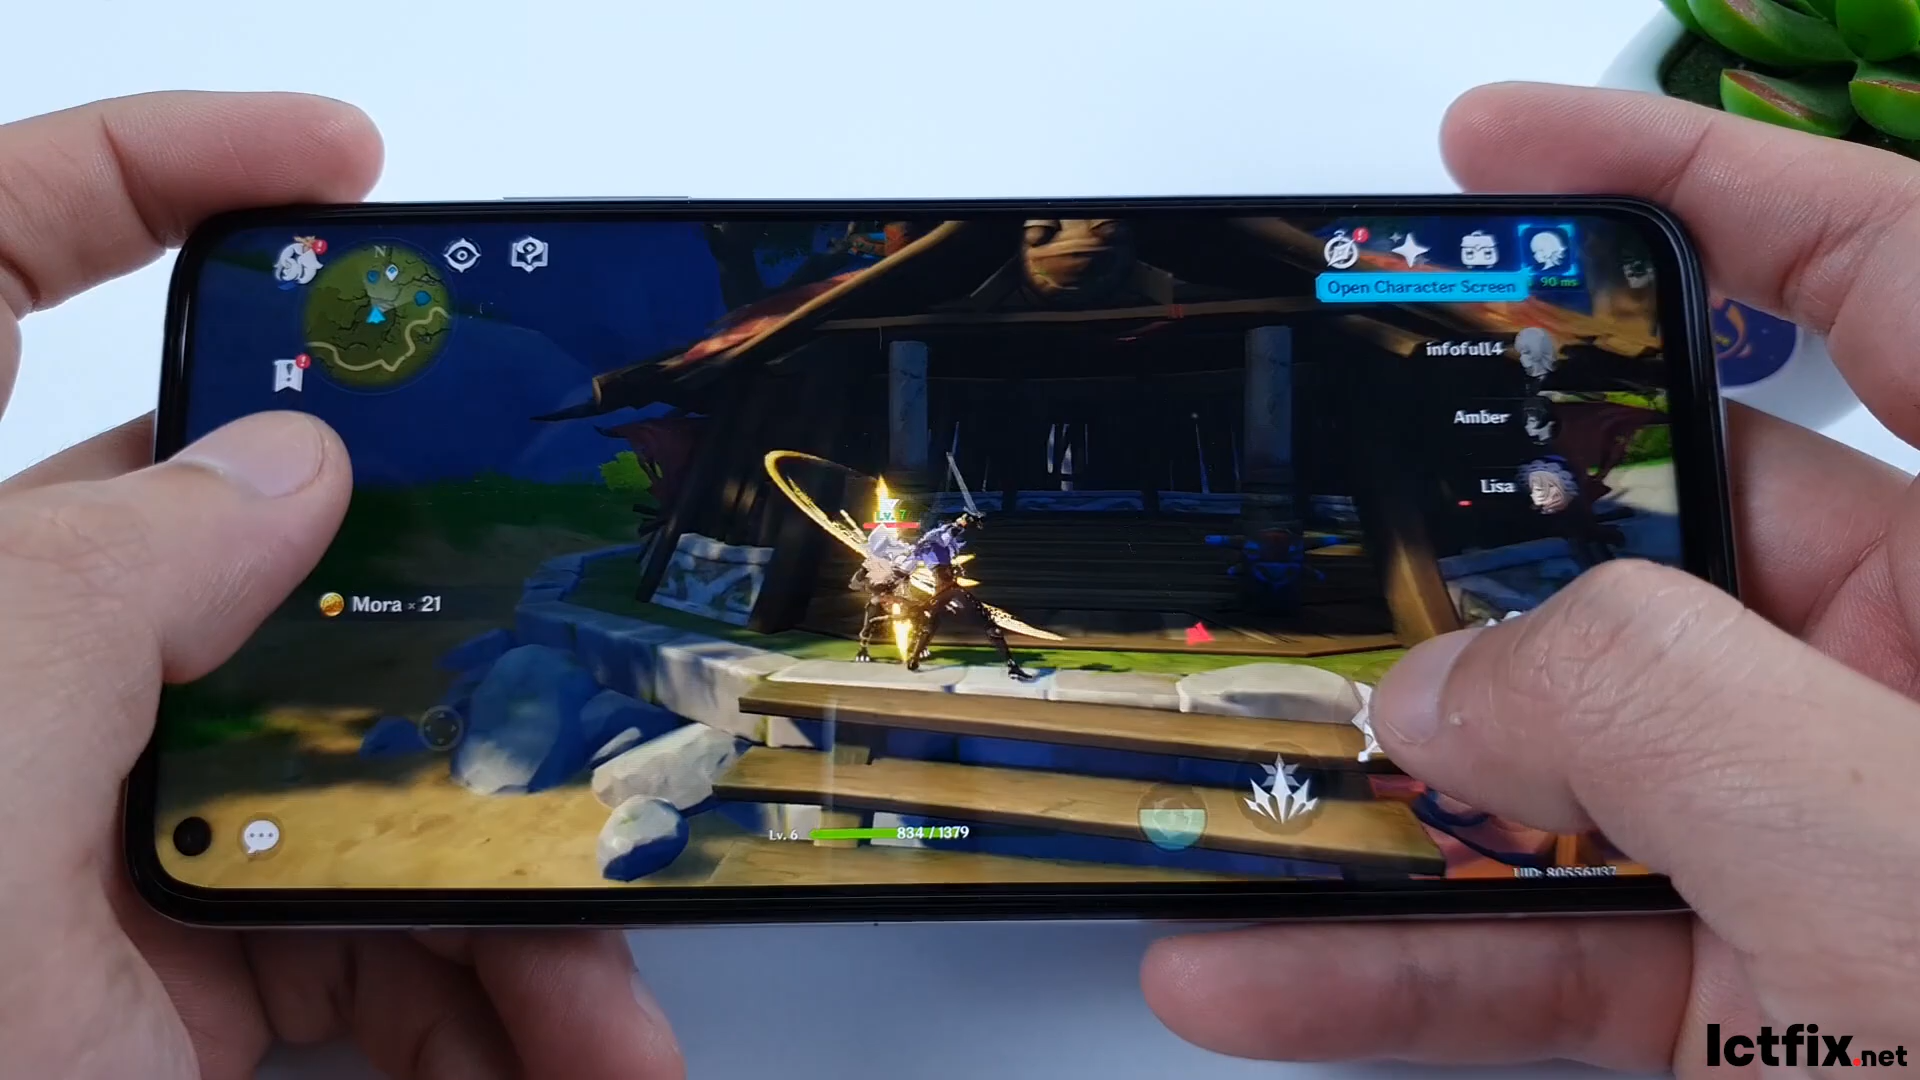 N
Open Character Screen
90 ms
infofull4
Amber
Lisa
Lv. 7
Mora × 21
Lv. 6
834 / 1379
UID: 805561137
Ictfix.net